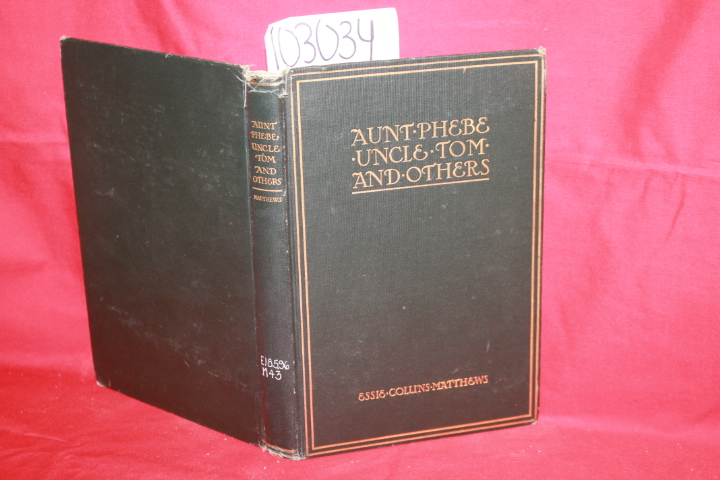 103034
AUNT
PHEBE,
UNCLE
TOM
AND
OTHERS
MATTHEWS
E185.96
M43
AUNT·PHEBE
·UNCLE·TOM·
AND·OTHERS
ESSIE·COLLINS·MATTHEWS